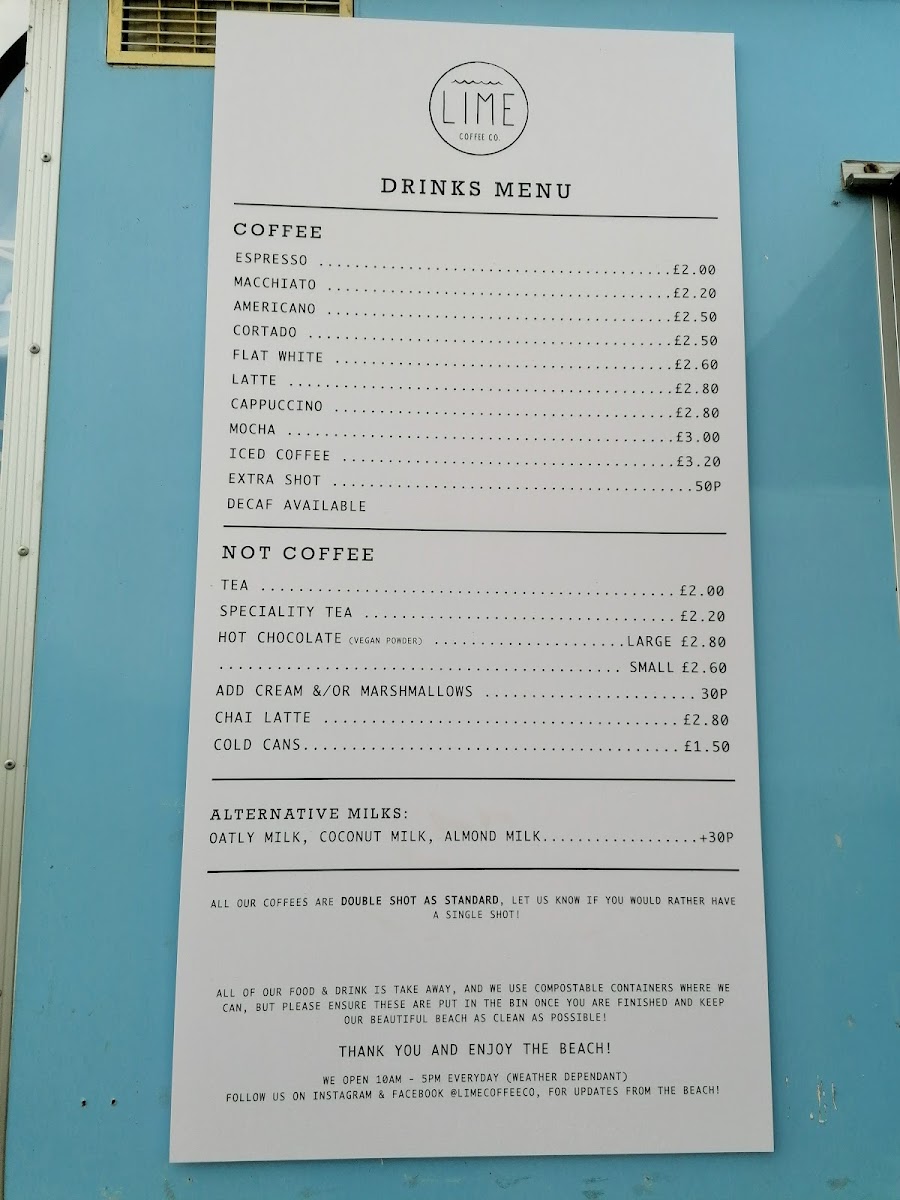 LIME
COFFEE CO.
DRINKS MENU
COFFEE
ESPRESSO ........................................£2.00
MACCHIATO ......................................£2.20
AMERICANO ......................................£2.50
CORTADO ........................................£2.50
FLAT WHITE .....................................£2.60
LATTE ..........................................£2.80
CAPPUCCINO .....................................£2.80
MOCHA ..........................................£3.00
ICED COFFEE ....................................£3.20
EXTRA SHOT .......................................50P
DECAF AVAILABLE
NOT COFFEE
TEA ........................................... £2.00
SPECIALITY TEA ................................ £2.20
HOT CHOCOLATE (VEGAN POWDER) ....................LARGE £2.80
.......................................... SMALL £2.60
ADD CREAM &/OR MARSHMALLOWS ...................... 30P
CHAI LATTE ..................................... £2.80
COLD CANS....................................... £1.50
ALTERNATIVE MILKS:
OATLY MILK, COCONUT MILK, ALMOND MILK..................+30P
ALL OUR COFFEES ARE DOUBLE SHOT AS STANDARD, LET US KNOW IF YOU WOULD RATHER HAVE
A SINGLE SHOT!
ALL OF OUR FOOD & DRINK IS TAKE AWAY, AND WE USE COMPOSTABLE CONTAINERS WHERE WE
CAN, BUT PLEASE ENSURE THESE ARE PUT IN THE BIN ONCE YOU ARE FINISHED AND KEEP
OUR BEAUTIFUL BEACH AS CLEAN AS POSSIBLE!
THANK YOU AND ENJOY THE BEACH!
WE OPEN 10AM - 5PM EVERYDAY (WEATHER DEPENDANT)
FOLLOW US ON INSTAGRAM & FACEBOOK @LIMECOFFEECO, FOR UPDATES FROM THE BEACH!